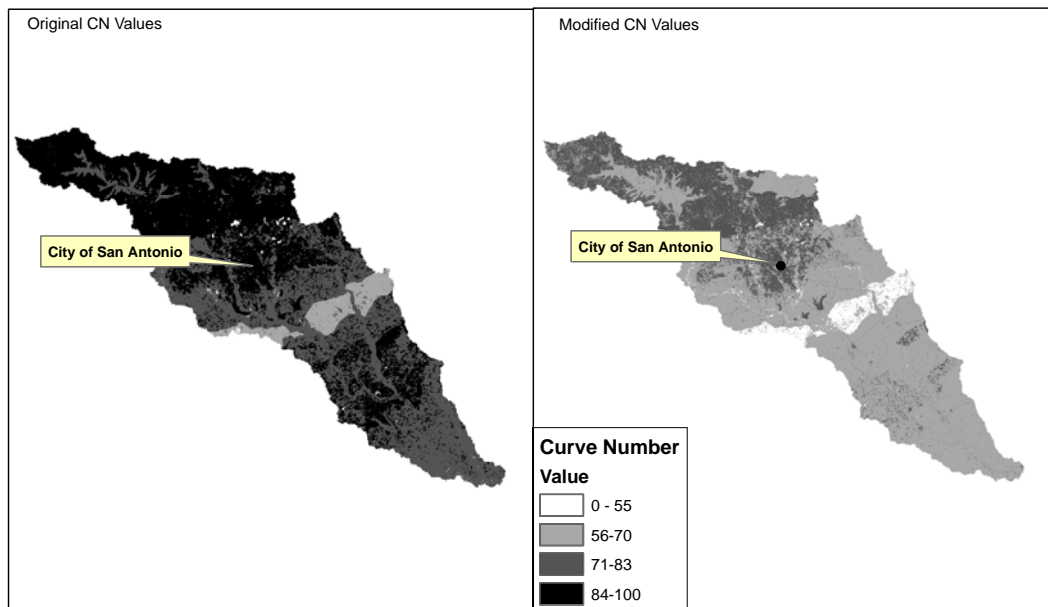 Original CN Values
City of San Antonio
Modified CN Values
City of San Antonio
Curve Number
Value
0 - 55
56-70
71-83
84-100